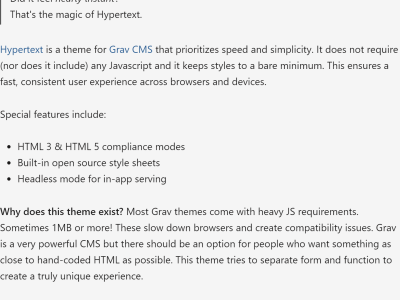 Did it feel nearly instant?
That's the magic of Hypertext.
Hypertext is a theme for Grav CMS that prioritizes speed and simplicity. It does not require
(nor does it include) any Javascript and it keeps styles to a bare minimum. This ensures a
fast, consistent user experience across browsers and devices.
Special features include:
• HTML 3 & HTML 5 compliance modes
• Built-in open source style sheets
• Headless mode for in-app serving
Why does this theme exist? Most Grav themes come with heavy JS requirements.
Sometimes 1MB or more! These slow down browsers and create compatibility issues. Grav
is a very powerful CMS but there should be an option for people who want something as
close to hand-coded HTML as possible. This theme tries to separate form and function to
create a truly unique experience.